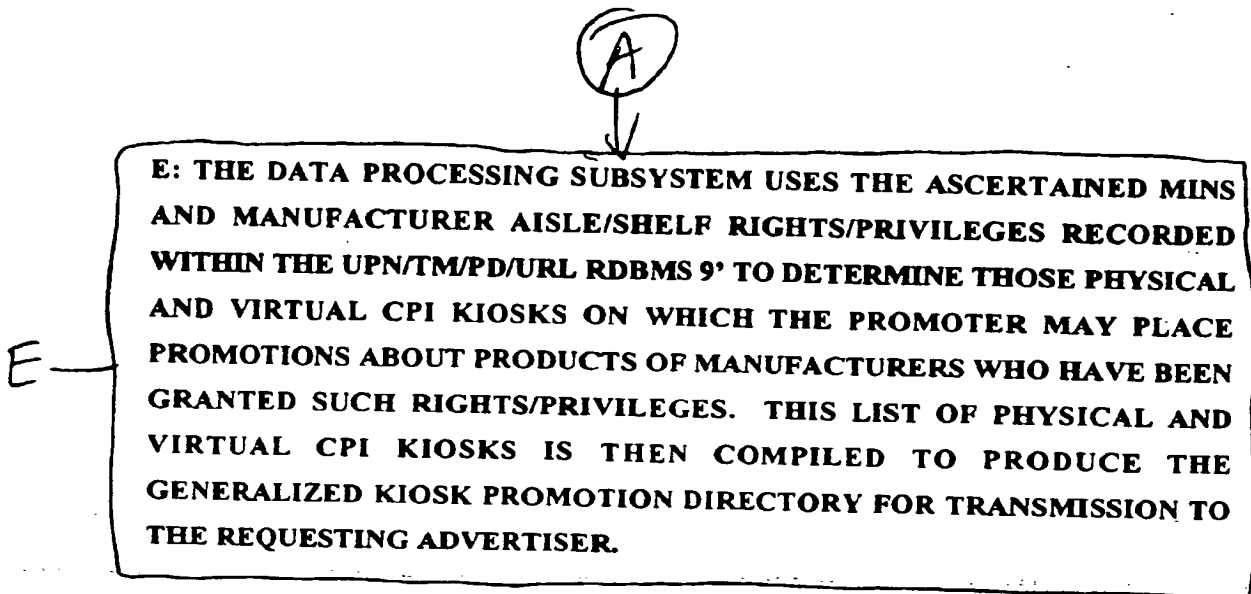 A
E: THE DATA PROCESSING SUBSYSTEM USES THE ASCERTAINED MINS
AND MANUFACTURER AISLE/SHELF RIGHTS/PRIVILEGES RECORDED
WITHIN THE UPN/TM/PD/URL RDBMS 9' TO DETERMINE THOSE PHYSICAL
AND VIRTUAL CPI KIOSKS ON WHICH THE PROMOTER MAY PLACE
E
PROMOTIONS ABOUT PRODUCTS OF MANUFACTURERS WHO HAVE BEEN
GRANTED SUCH RIGHTS/PRIVILEGES. THIS LIST OF PHYSICAL AND
VIRTUAL CPI KIOSKS IS THEN COMPILED TO PRODUCE THE
GENERALIZED KIOSK PROMOTION DIRECTORY FOR TRANSMISSION TO
THE REQUESTING ADVERTISER.